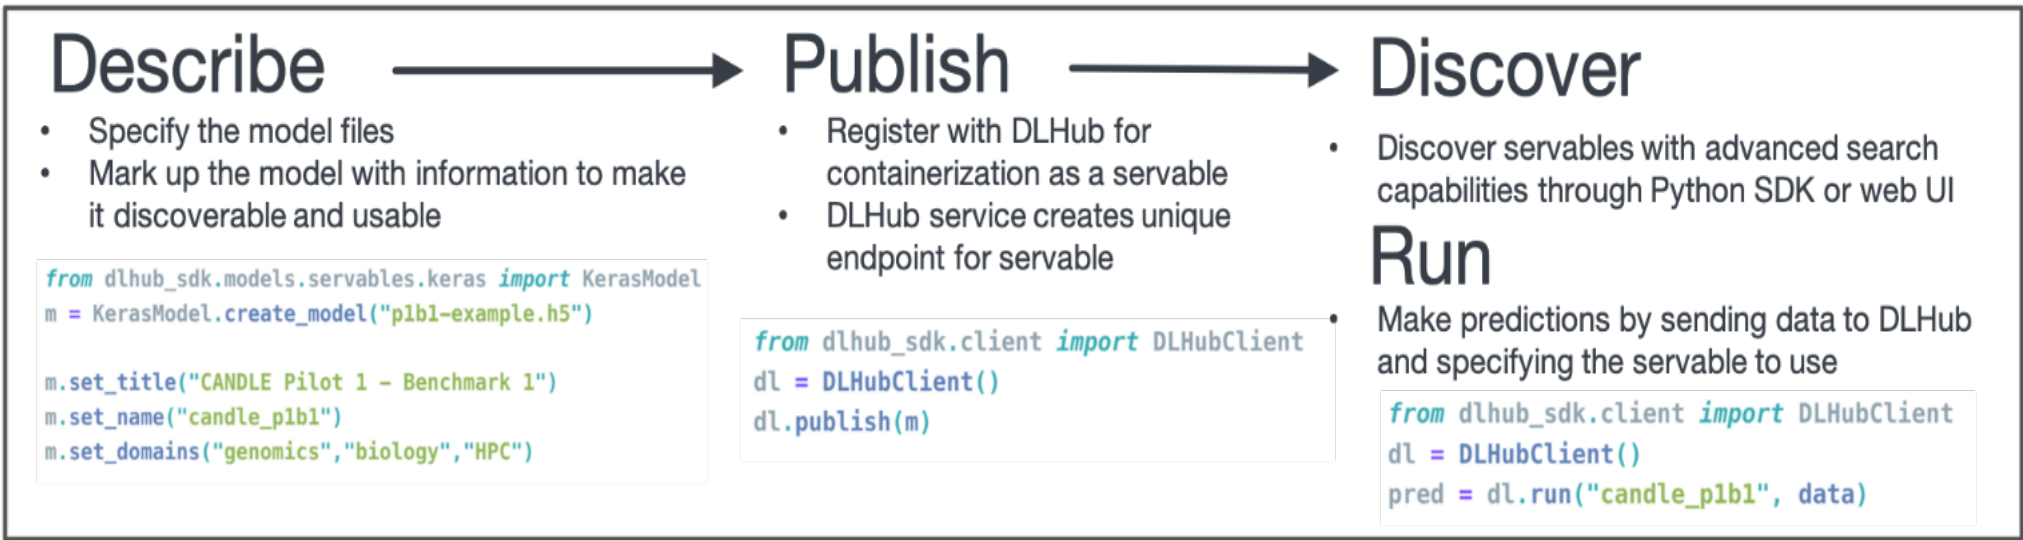 Describe
• Specify the model files
• Mark up the model with information to make
it discoverable and usable
from dlhub_sdk.models.servables.keras import KerasModel
m = KerasModel.create_model("p1b1-example.h5")
m.set_title("CANDLE Pilot 1 - Benchmark 1")
m.set_name("candle_p1b1")
m.set_domains("genomics","biology","HPC")
Publish
• Register with DLHub for
containerization as a servable
• DLHub service creates unique
endpoint for servable
from dlhub_sdk.client import DLHubClient
dl = DLHubClient()
dl.publish(m)
Discover
• Discover servables with advanced search
capabilities through Python SDK or web UI
Run
• Make predictions by sending data to DLHub
and specifying the servable to use
from dlhub_sdk.client import DLHubClient
dl = DLHubClient()
pred = dl.run("candle_p1b1", data)